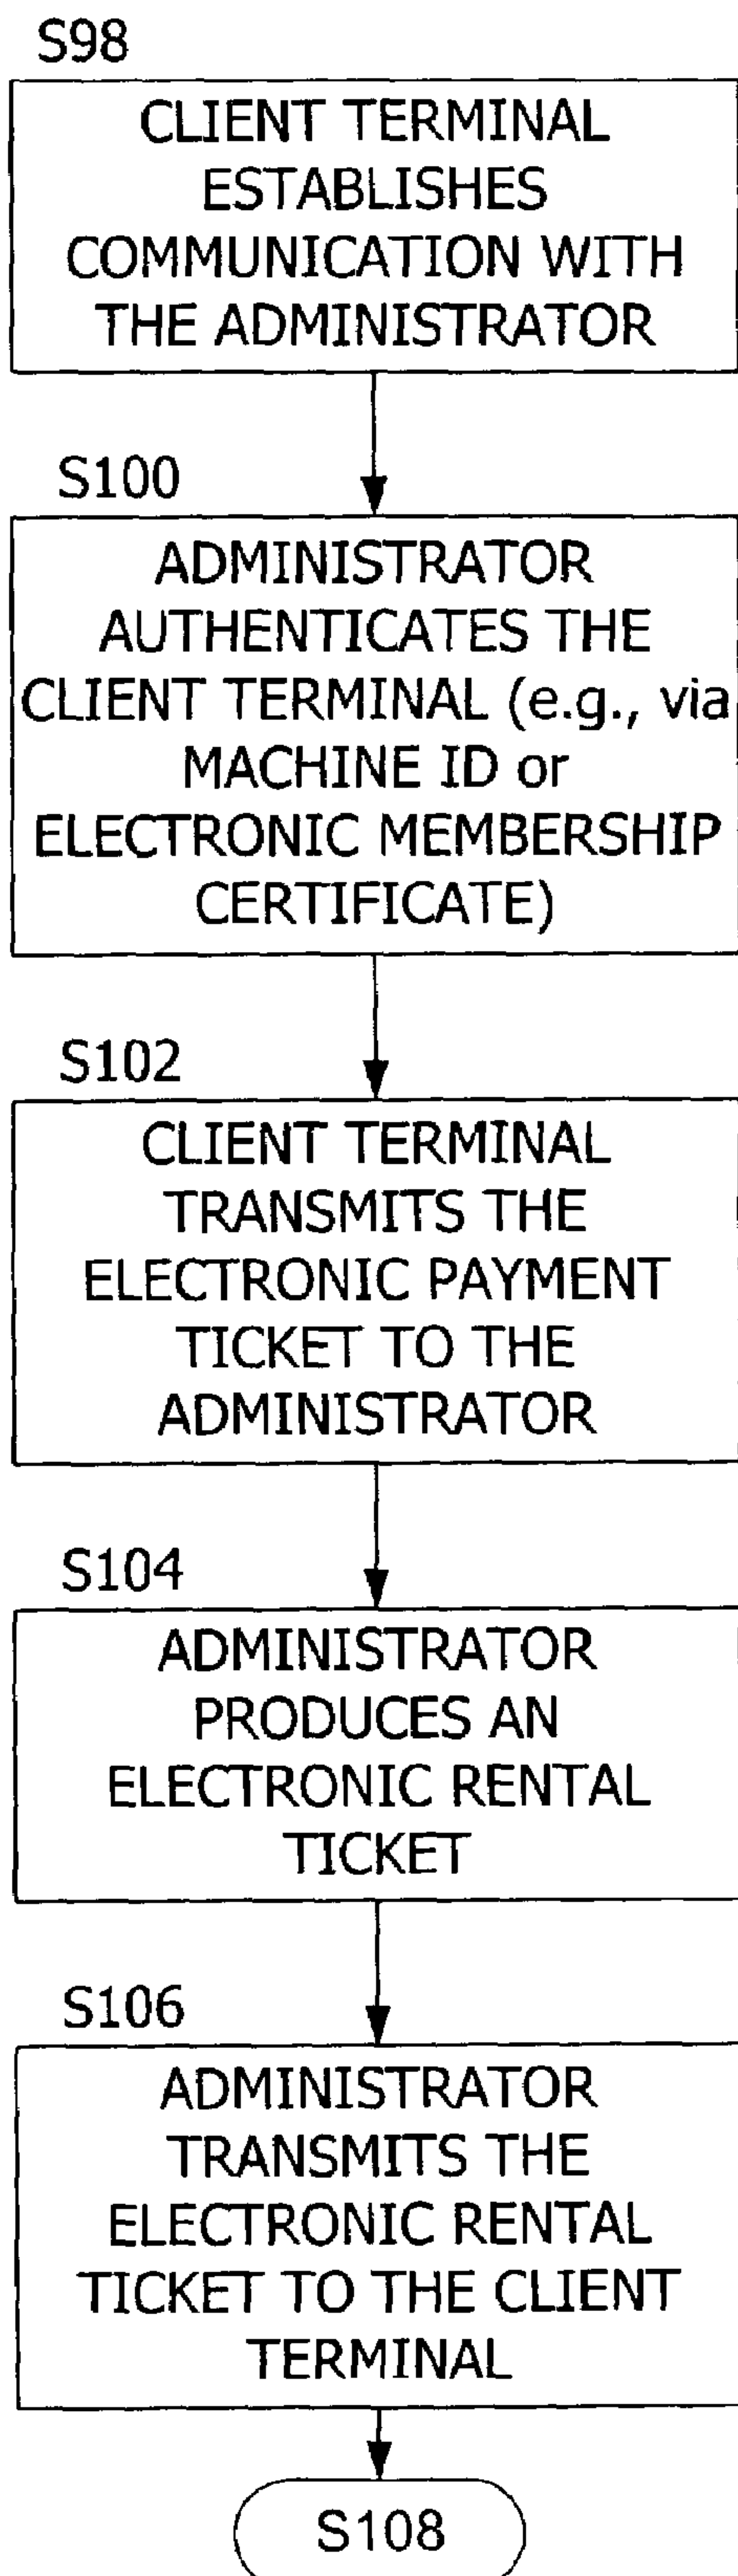 S98
CLIENT TERMINAL
ESTABLISHES
COMMUNICATION WITH
THE ADMINISTRATOR
S100
ADMINISTRATOR
AUTHENTICATES THE
CLIENT TERMINAL (e.g., via
MACHINE ID or
ELECTRONIC MEMBERSHIP
CERTIFICATE)
S102
CLIENT TERMINAL
TRANSMITS THE
ELECTRONIC PAYMENT
TICKET TO THE
ADMINISTRATOR
S104
ADMINISTRATOR
PRODUCES AN
ELECTRONIC RENTAL
TICKET
S106
ADMINISTRATOR
TRANSMITS THE
ELECTRONIC RENTAL
TICKET TO THE CLIENT
TERMINAL
S108